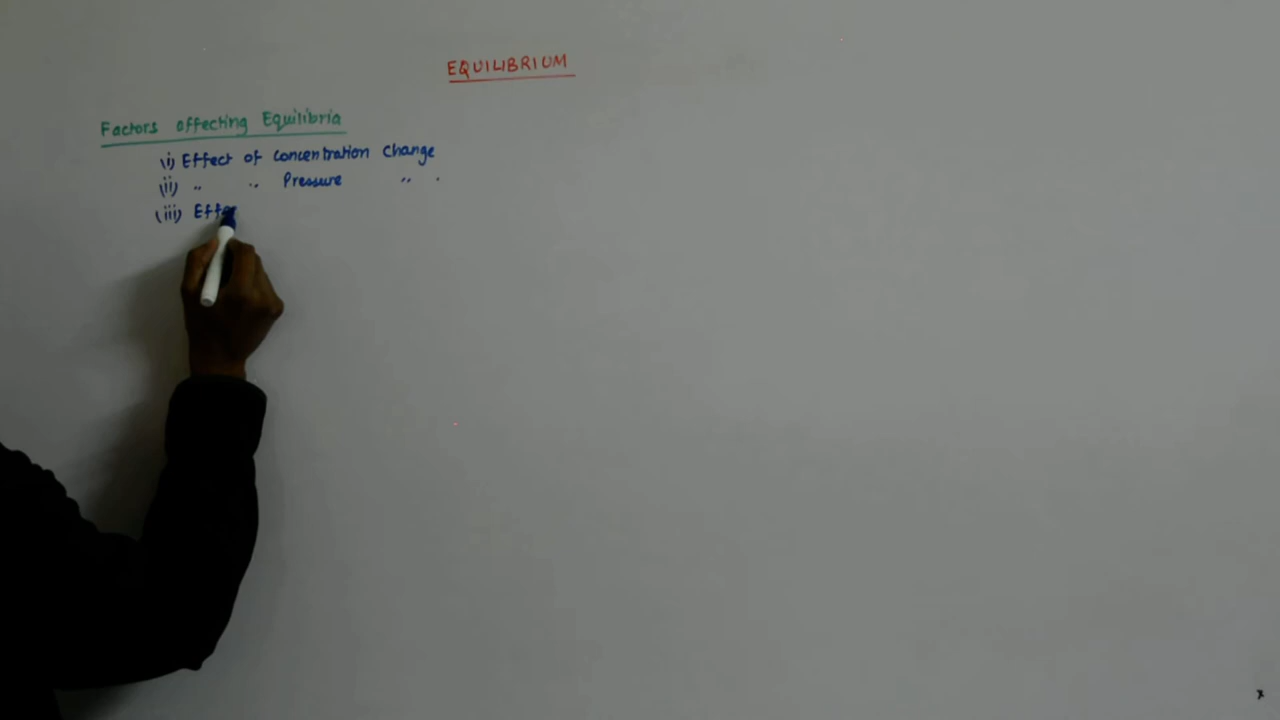 EQUILIBRIUM
Factors affecting Equilibria
(i) Effect of concentration change
(ii) " " Pressure " "
(iii) Effe